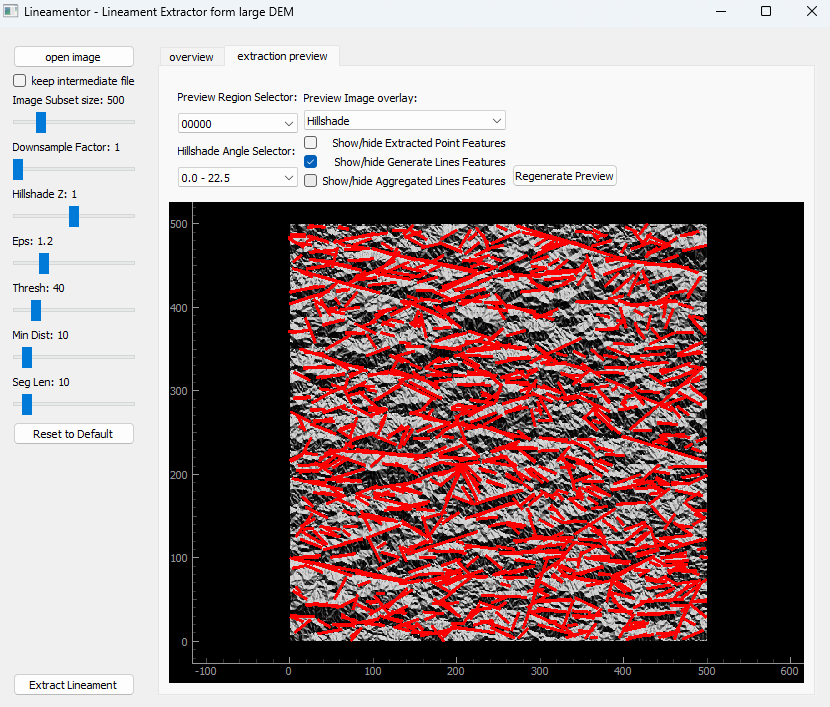 Lineamentor - Lineament Extractor form large DEM
open image
keep intermediate file
Image Subset size: 500
Downsample Factor: 1
Hillshade Z: 1
Eps: 1.2
Thresh: 40
Min Dist: 10
Seg Len: 10
Reset to Default
Extract Lineament
overview
extraction preview
Preview Region Selector:
Preview Image overlay:
00000
Hillshade
Hillshade Angle Selector:
0.0 - 22.5
Show/hide Extracted Point Features
Show/hide Generate Lines Features
Show/hide Aggregated Lines Features
Regenerate Preview
500
400
300
200
100
0
-100
0
100
200
300
400
500
600